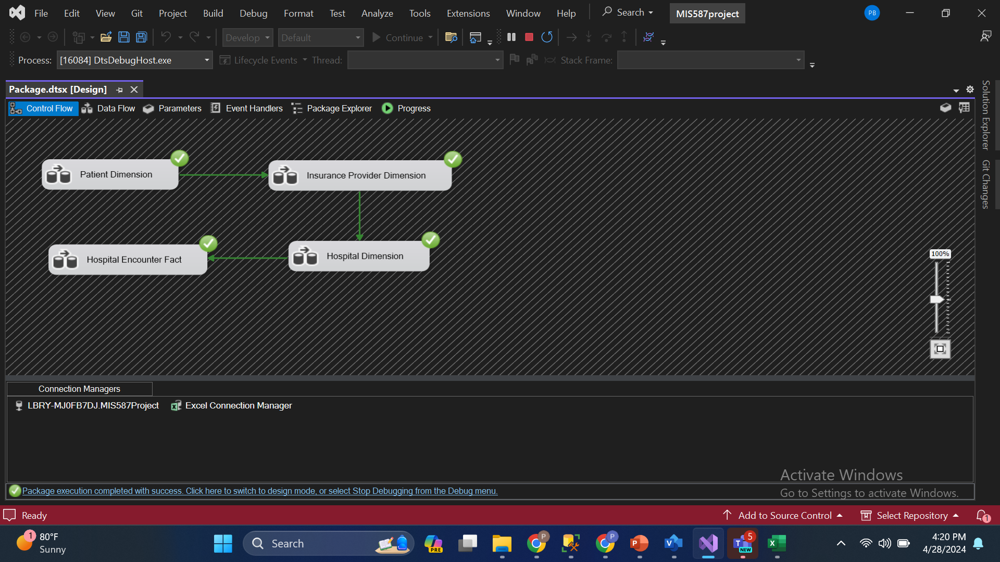 File Edit View Git Project Build Debug Format Test Analyze Tools Extensions Window Help Search MIS587project PB
Develop Default Continue
Process: [16084] DtsDebugHost.exe Lifecycle Events Thread: Stack Frame:
Package.dtsx [Design]
Control Flow Data Flow Parameters Event Handlers Package Explorer Progress
Solution Explorer
Git Changes
Patient Dimension
Insurance Provider Dimension
Hospital Encounter Fact
Hospital Dimension
100%
Connection Managers
LBRY-MJ0FB7DJ.MIS587Project Excel Connection Manager
Activate Windows
Go to Settings to activate Windows.
Package execution completed with success. Click here to switch to design mode, or select Stop Debugging from the Debug menu.
Ready Add to Source Control Select Repository 1
1 80°F
Sunny
Search
PRE
P
P
P
V
T 5
NEW
X
4:20 PM
4/28/2024